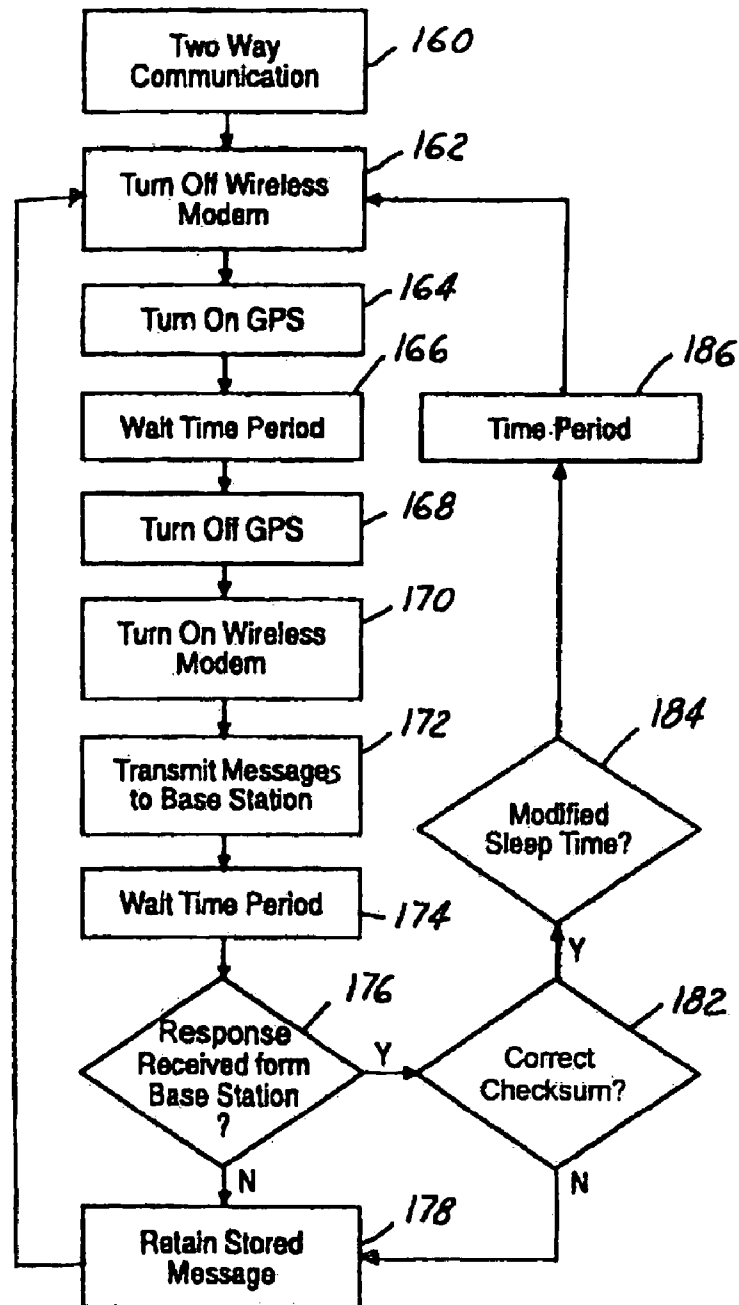 Two Way
Communication
160
Turn Off Wireless
Modem
162
Turn On GPS
164
Wait Time Period
166
Turn Off GPS
168
Turn On Wireless
Modem
170
Transmit Messages
to Base Station
172
Wait Time Period
174
Response
Received form
Base Station
?
176
Y
N
Retain Stored
Message
178
Correct
Checksum?
182
Y
N
Modified
Sleep Time?
184
Time Period
186